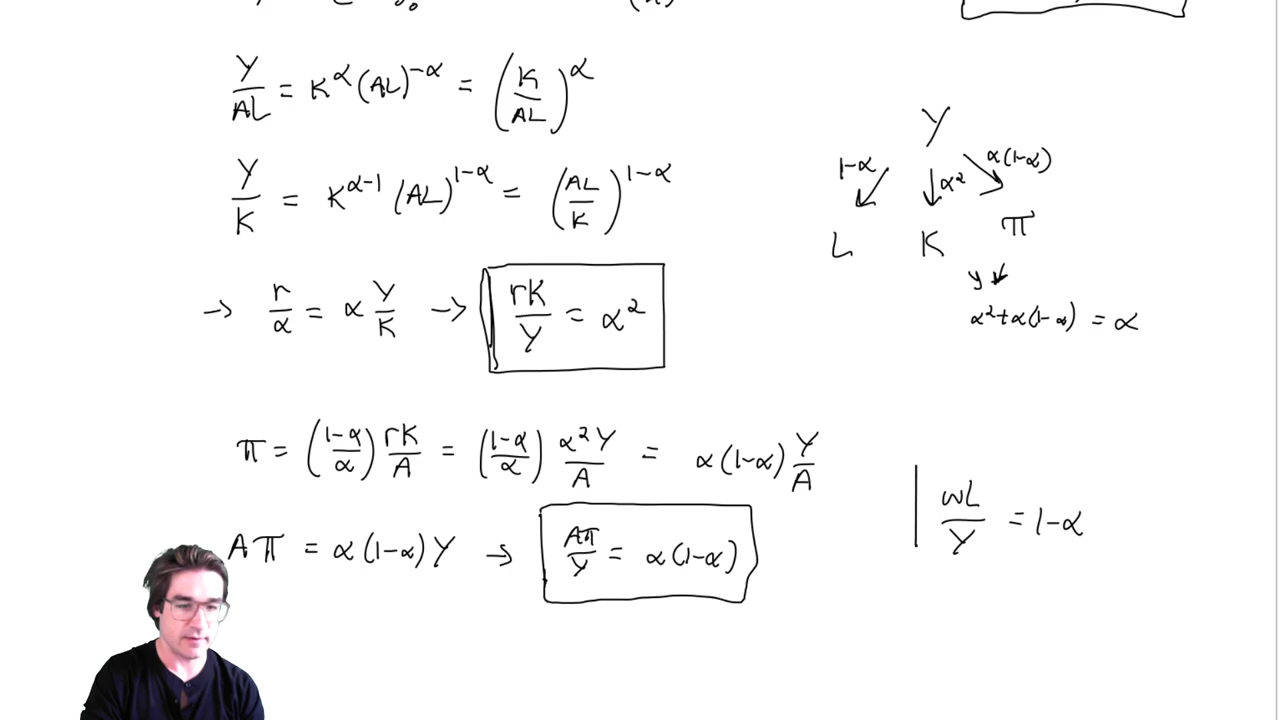 Y/AL = K^α (AL)^-α = (K/AL)^α
Y/K = K^α-1 (AL)^1-α = (AL/K)^1-α
→ r/α = α Y/K → rK/Y = α²
π = (1-α/α) rK/A = (1-α/α) α²Y/A = α(1-α) Y/A
Aπ = α(1-α)Y → Aπ/Y = α(1-α)
Y
1-α α² α(1-α)
L K π
y
α²+α(1-α) = α
wL/Y = 1-α